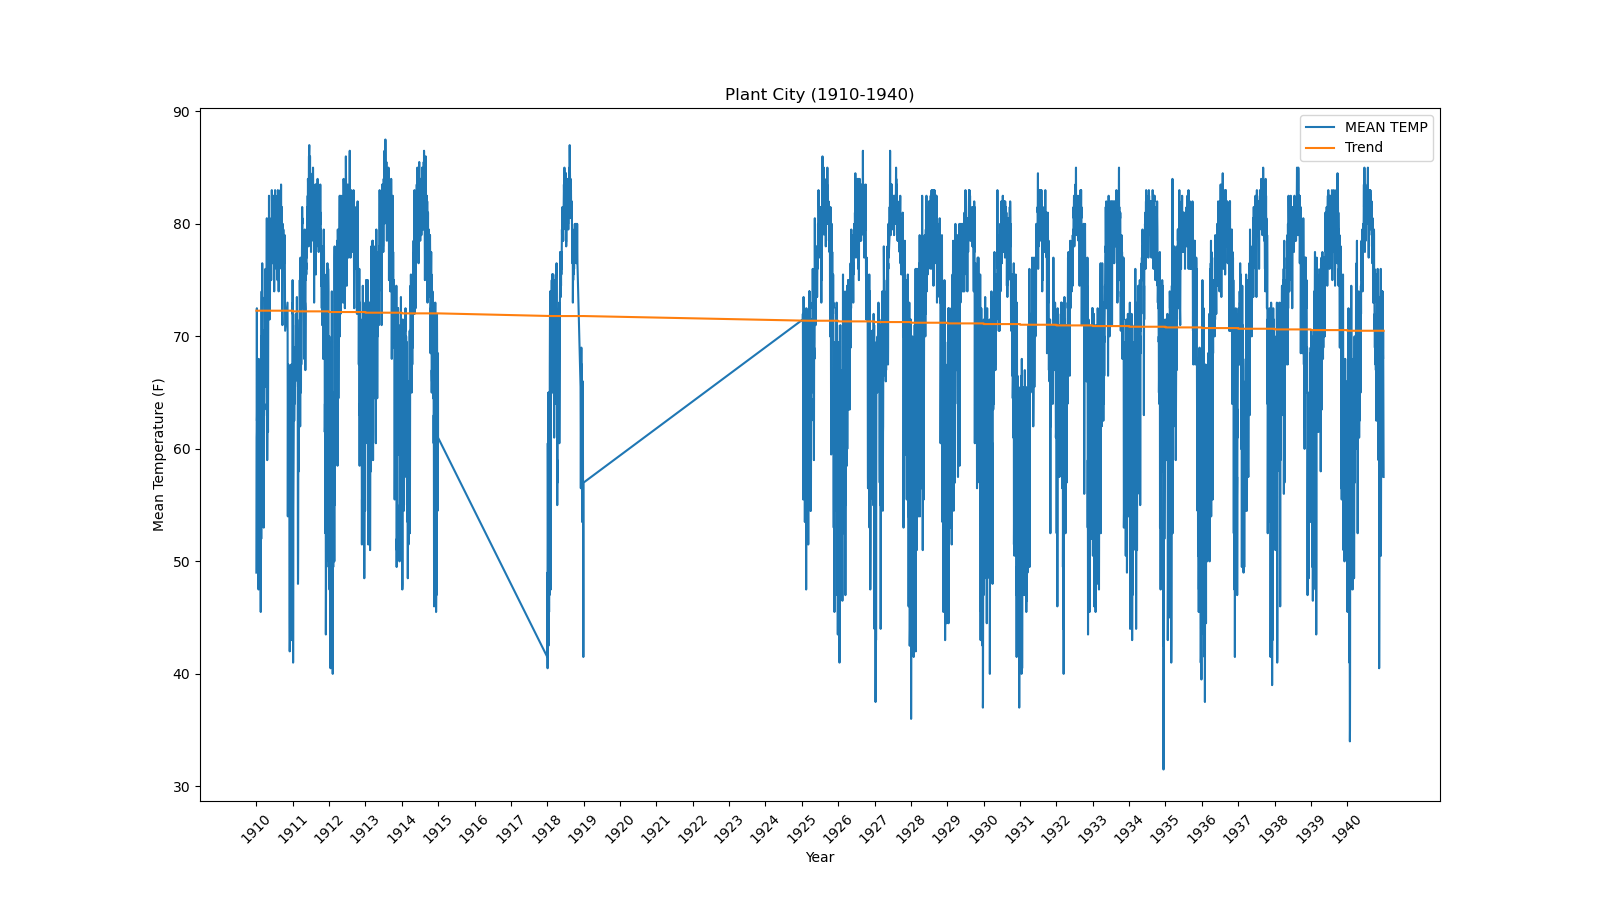 Plant City (1910-1940)
MEAN TEMP
Trend
90
80
70
60
50
40
30
Mean Temperature (F)
1910 1911 1912 1913 1914 1915 1916 1917 1918 1919 1920 1921 1922 1923 1924 1925 1926 1927 1928 1929 1930 1931 1932 1933 1934 1935 1936 1937 1938 1939 1940
Year